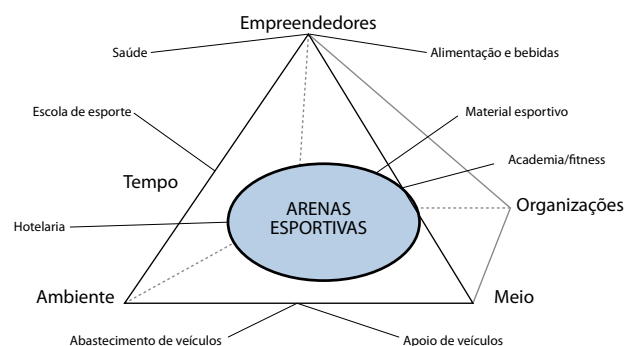 Empreendedores
Saúde
Alimentação e bebidas
Escola de esporte
Material esportivo
Academia/fitness
Tempo
Organizações
ARENAS
ESPORTIVAS
Hotelaria
Ambiente
Meio
Abastecimento de veículos
Apoio de veículos